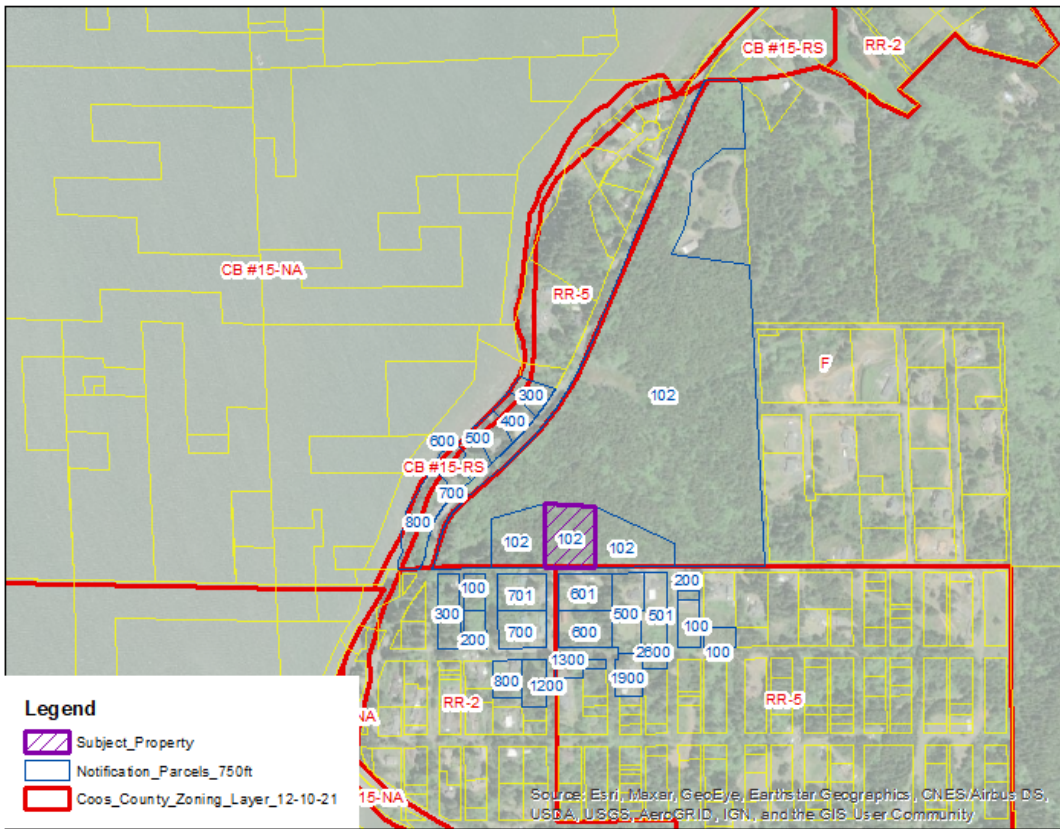 CB #15-RS
RR-2
CB #15-NA
RR-5
F
300
102
400
600
500
CB #15-RS
700
800
102
102
102
100
701
601
200
300
500
501
100
200
700
600
100
1300
2600
800
1200
1900
RR-2
RR-5
NA
15-NA
Legend
Subject_Property
Notification_Parcels_750ft
Coos_County_Zoning_Layer_12-10-21
Source: Esri, Maxar, GeoEye, Earthstar Geographics, CNES/Airbus DS,
USDA, USGS, AeroGRID, IGN, and the GIS User Community